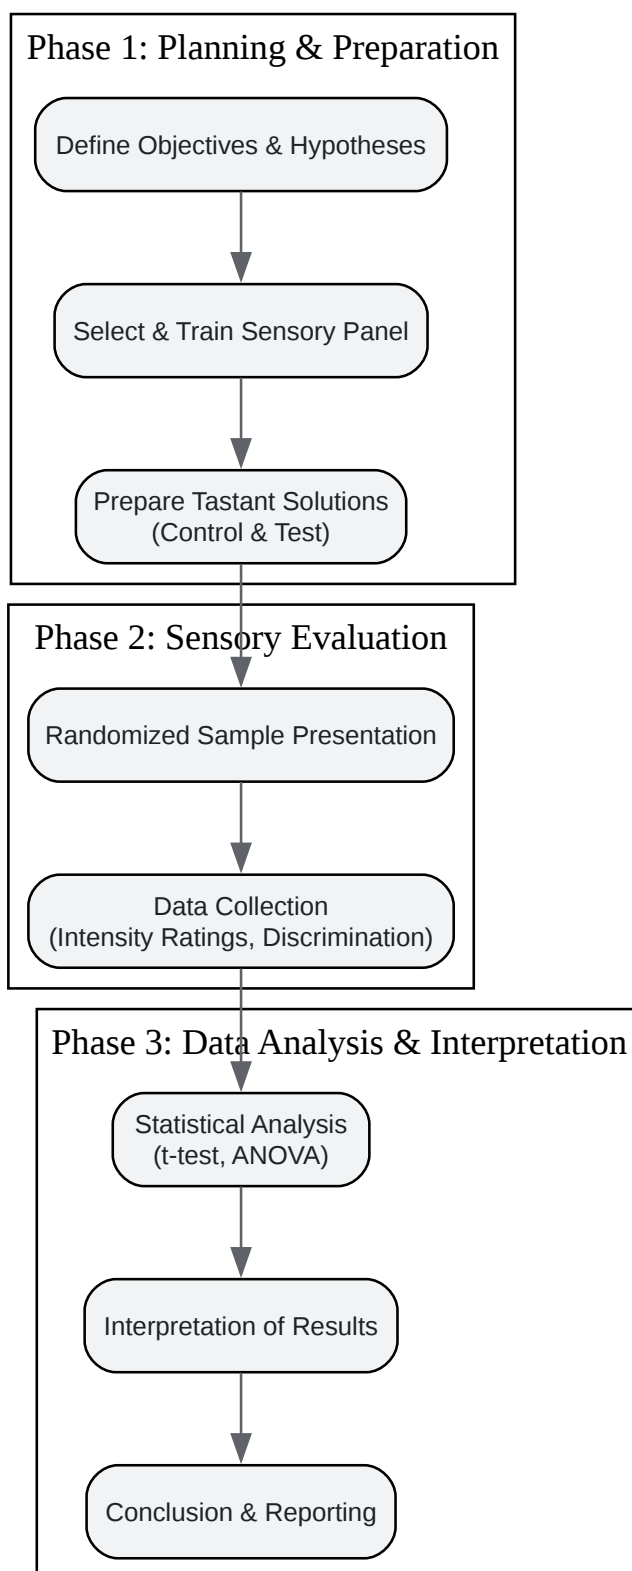 Phase 1: Planning & Preparation
Define Objectives & Hypotheses
Select & Train Sensory Panel
Prepare Tastant Solutions
(Control & Test)
Phase 2: Sensory Evaluation
Randomized Sample Presentation
Data Collection
(Intensity Ratings, Discrimination)
Phase 3: Data Analysis & Interpretation
Statistical Analysis
(t-test, ANOVA)
Interpretation of Results
Conclusion & Reporting